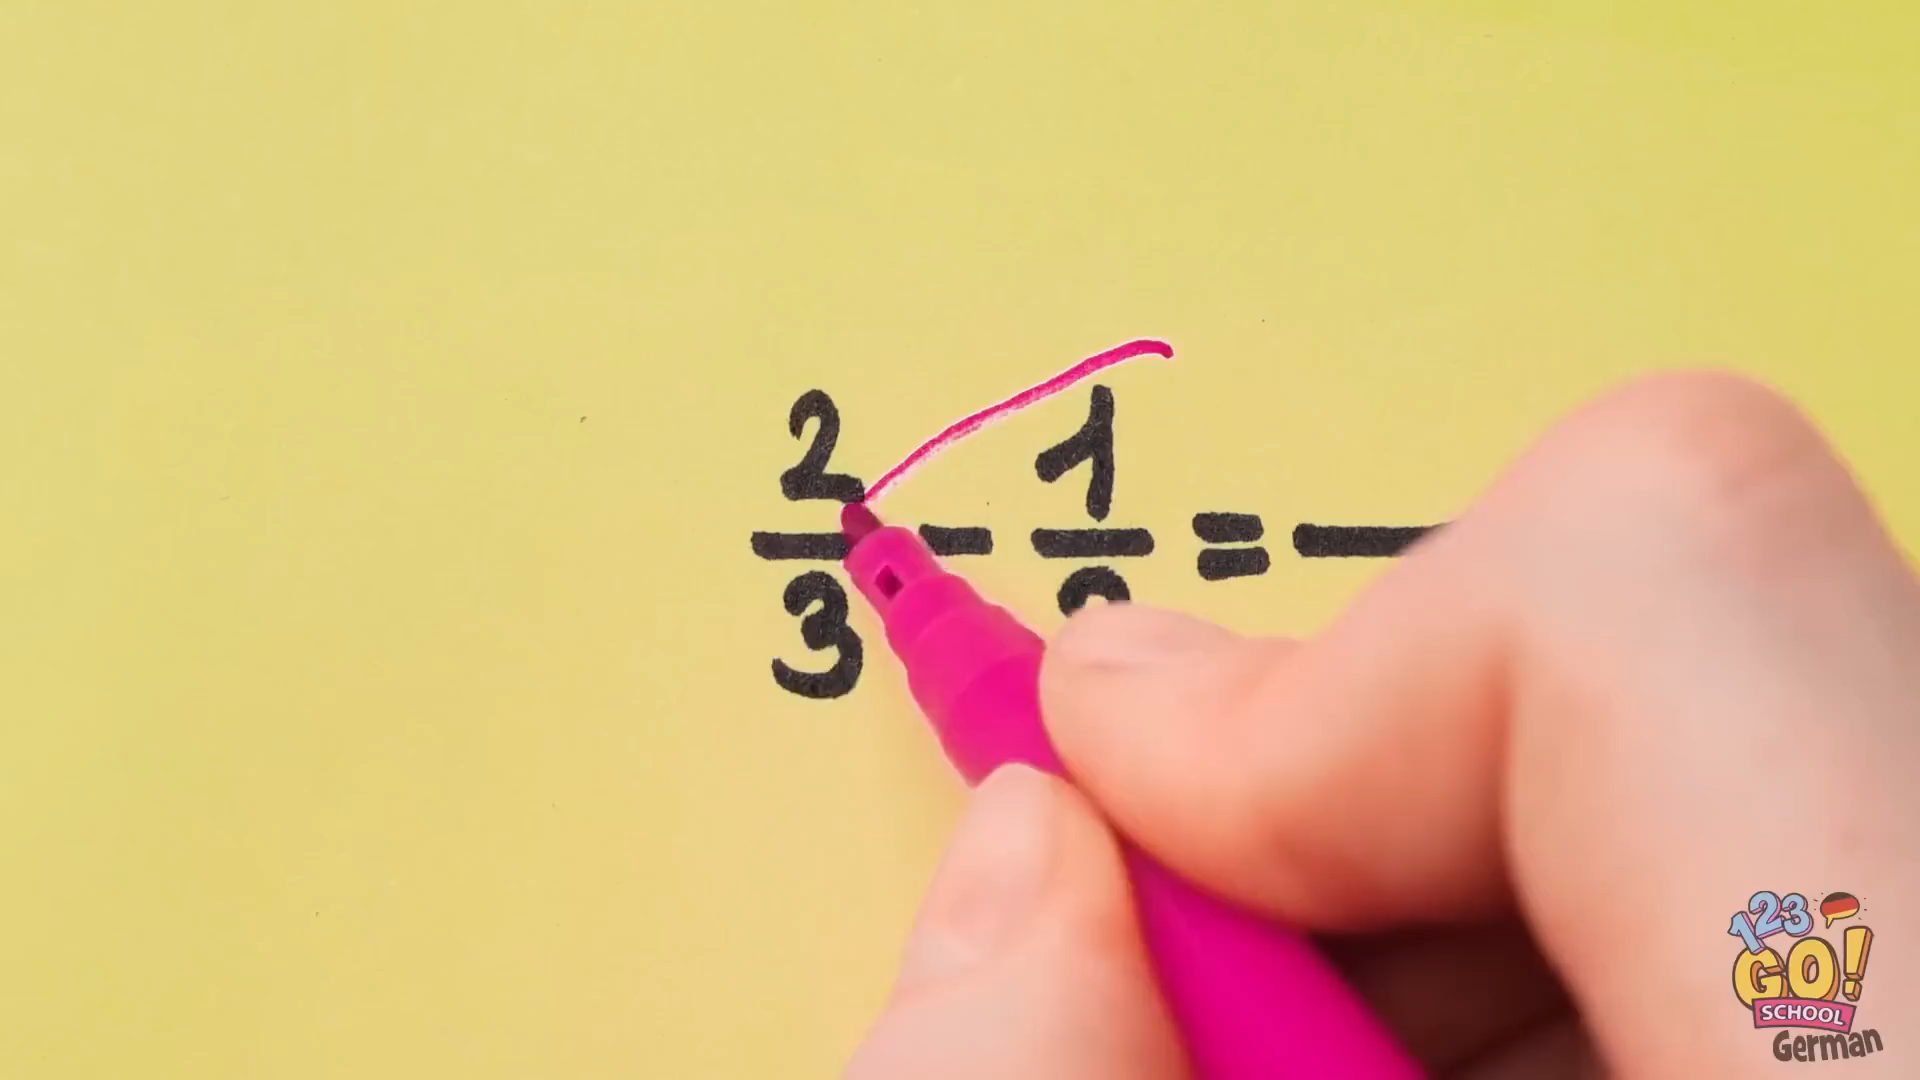 2 1
— — — = —
3
123
GO!
SCHOOL
German